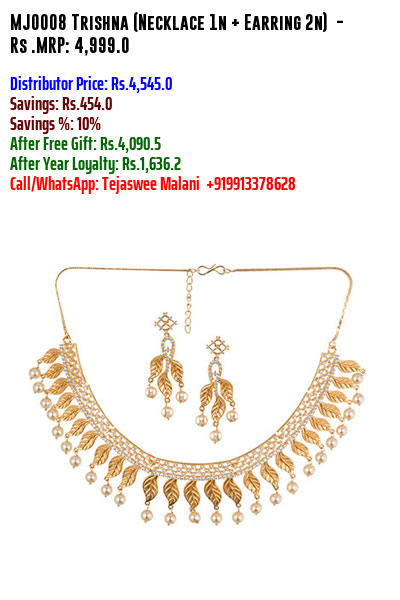 MJ0008 Trishna (Necklace 1n + Earring 2n) -
Rs .MRP: 4,999.0
Distributor Price: Rs.4,545.0
Savings: Rs.454.0
Savings %: 10%
After Free Gift: Rs.4,090.5
After Year Loyalty: Rs.1,636.2
Call/WhatsApp: Tejaswee Malani +919913378628